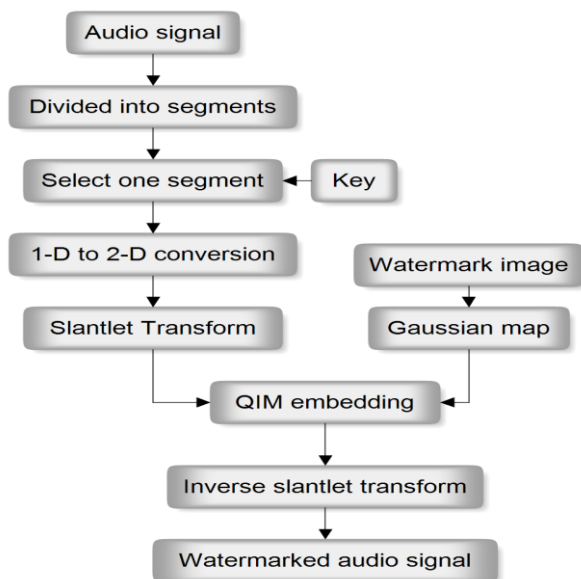 Audio signal
Divided into segments
Select one segment
Key
1-D to 2-D conversion
Watermark image
Slantlet Transform
Gaussian map
QIM embedding
Inverse slantlet transform
Watermarked audio signal